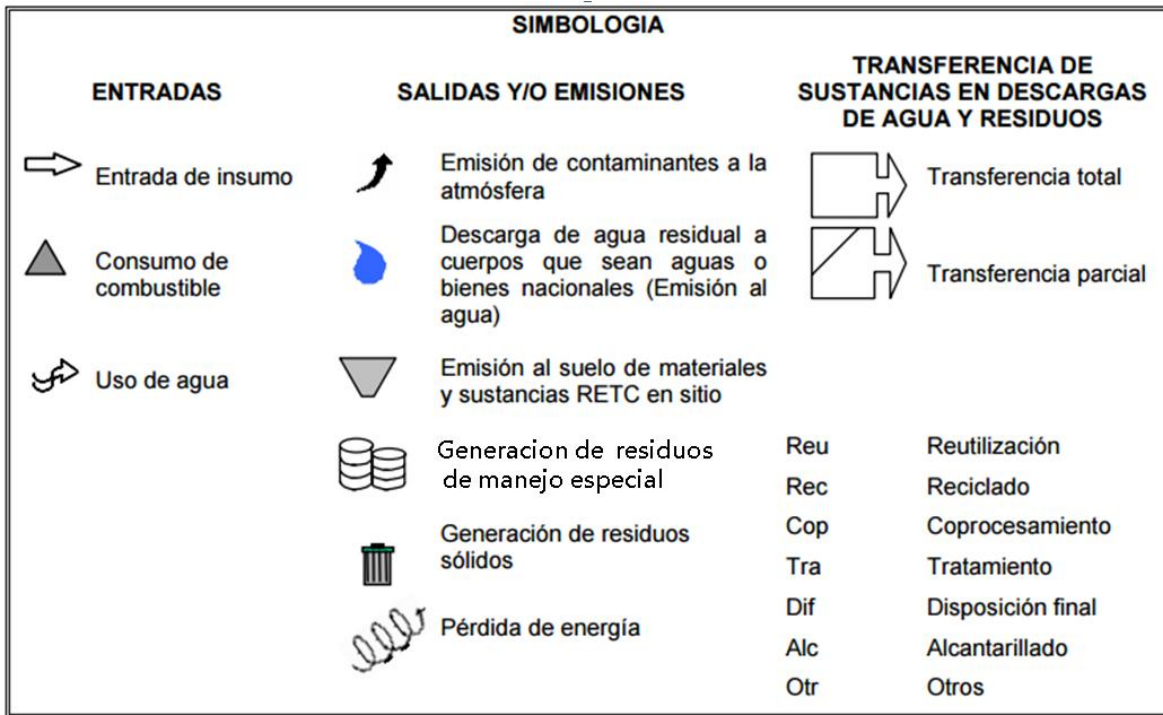 SIMBOLOGIA
ENTRADAS
Entrada de insumo
Consumo de
combustible
Uso de agua
SALIDAS Y/O EMISIONES
Emisión de contaminantes a la
atmósfera
Descarga de agua residual a
cuerpos que sean aguas o
bienes nacionales (Emisión al
agua)
Emisión al suelo de materiales
y sustancias RETC en sitio
Generacion de residuos
de manejo especial
Generación de residuos
sólidos
Pérdida de energía
TRANSFERENCIA DE
SUSTANCIAS EN DESCARGAS
DE AGUA Y RESIDUOS
Transferencia total
Transferencia parcial
Reu Reutilización
Rec Reciclado
Cop Coprocesamiento
Tra Tratamiento
Dif Disposición final
Alc Alcantarillado
Otr Otros